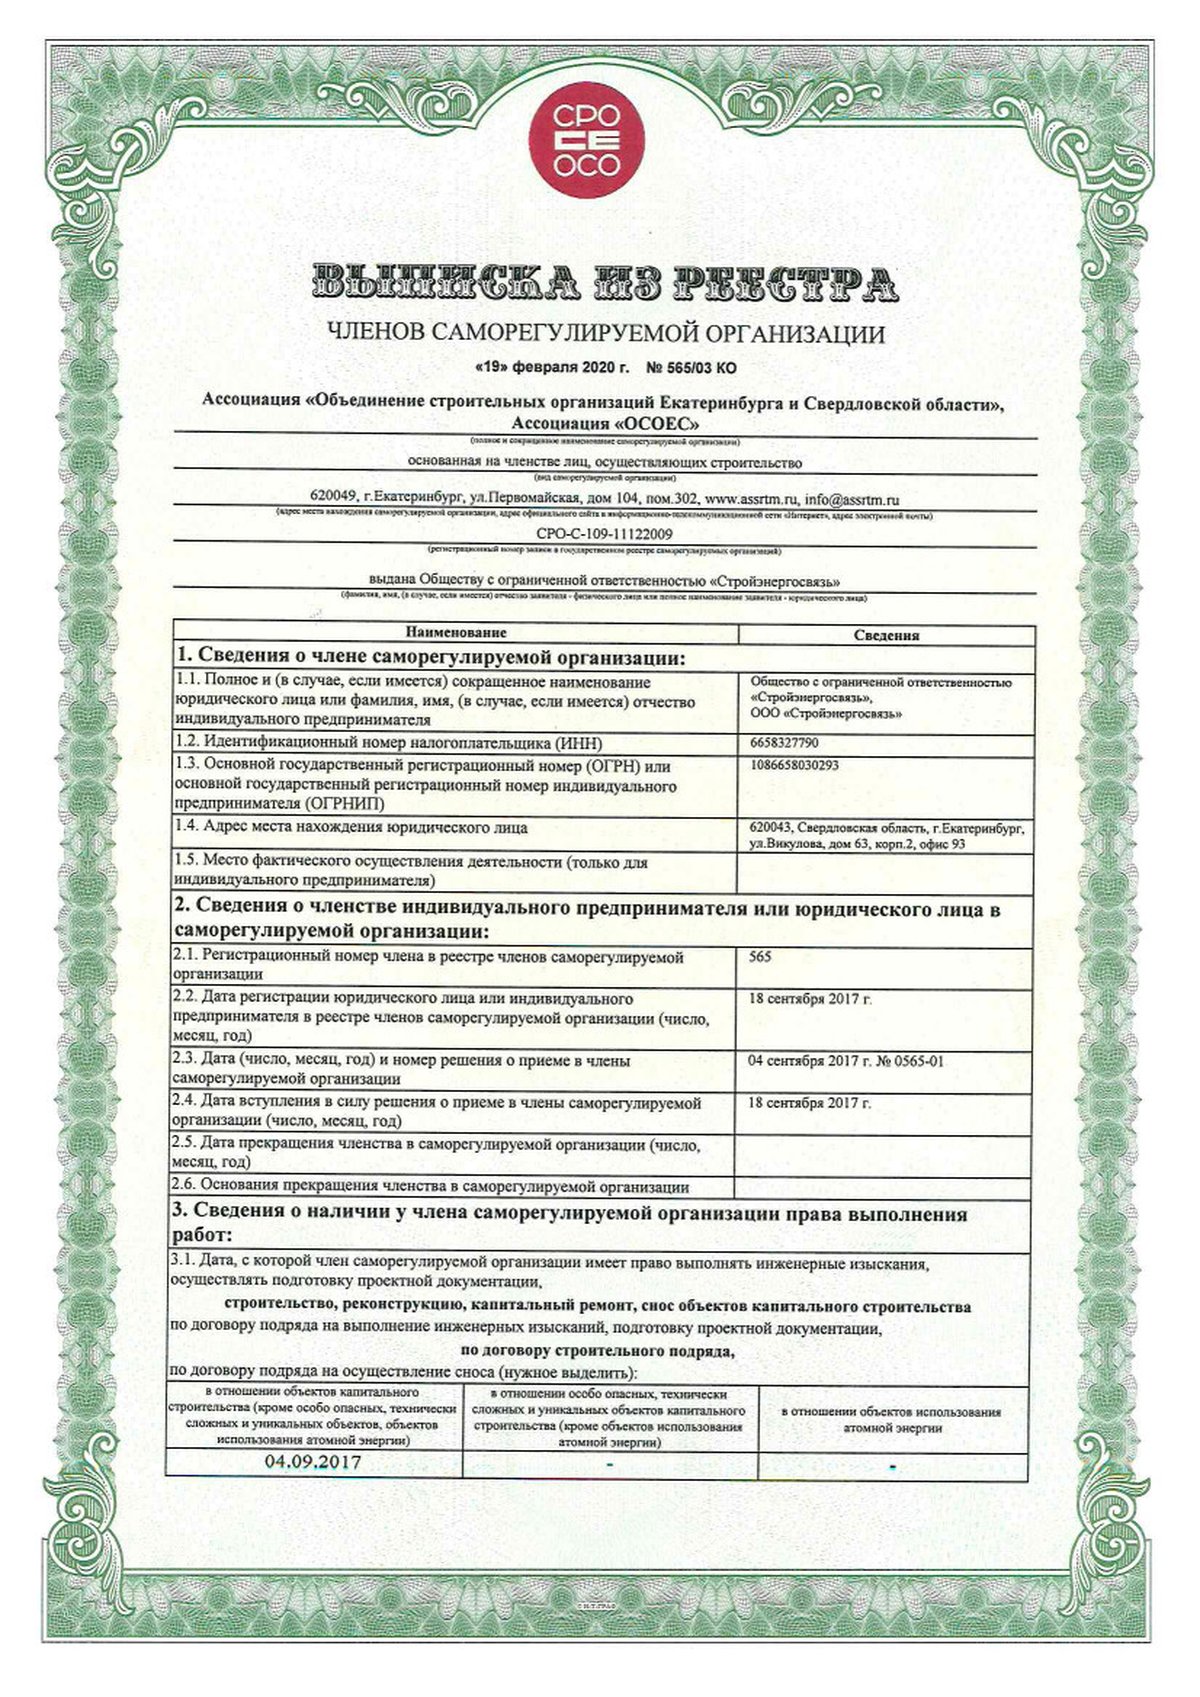 СРО
СЕ
ОСО
ВЫПИСКА ИЗ РЕЕСТРА
ЧЛЕНОВ САМОРЕГУЛИРУЕМОЙ ОРГАНИЗАЦИИ
«19» февраля 2020 г. № 565/03 КО
Ассоциация «Объединение строительных организаций Екатеринбурга и Свердловской области»,
Ассоциация «ОСОЕС»
(полное и сокращенное наименование саморегулируемой организации)
основанная на членстве лиц, осуществляющих строительство
(вид саморегулируемой организации)
620049, г.Екатеринбург, ул.Первомайская, дом 104, пом.302, www.assrtm.ru, info@assrtm.ru
(адрес места нахождения саморегулируемой организации, адрес официального сайта в информационно-телекоммуникационной сети «Интернет», адрес электронной почты)
СРО-С-109-11122009
(регистрационный номер записи в государственном реестре саморегулируемых организаций)
выдана Обществу с ограниченной ответственностью «Стройэнергосвязь»
(фамилия, имя, (в случае, если имеется) отчество заявителя - физического лица или полное наименование заявителя - юридического лица)
Наименование
Сведения
1. Сведения о члене саморегулируемой организации:
1.1. Полное и (в случае, если имеется) сокращенное наименование
юридического лица или фамилия, имя, (в случае, если имеется) отчество
индивидуального предпринимателя
Общество с ограниченной ответственностью
«Стройэнергосвязь»,
ООО «Стройэнергосвязь»
1.2. Идентификационный номер налогоплательщика (ИНН)
6658327790
1.3. Основной государственный регистрационный номер (ОГРН) или
основной государственный регистрационный номер индивидуального
предпринимателя (ОГРНИП)
1086658030293
1.4. Адрес места нахождения юридического лица
620043, Свердловская область, г.Екатеринбург,
ул.Викулова, дом 63, корп.2, офис 93
1.5. Место фактического осуществления деятельности (только для
индивидуального предпринимателя)
2. Сведения о членстве индивидуального предпринимателя или юридического лица в
саморегулируемой организации:
2.1. Регистрационный номер члена в реестре членов саморегулируемой
организации
565
2.2. Дата регистрации юридического лица или индивидуального
предпринимателя в реестре членов саморегулируемой организации (число,
месяц, год)
18 сентября 2017 г.
2.3. Дата (число, месяц, год) и номер решения о приеме в члены
саморегулируемой организации
04 сентября 2017 г. № 0565-01
2.4. Дата вступления в силу решения о приеме в члены саморегулируемой
организации (число, месяц, год)
18 сентября 2017 г.
2.5. Дата прекращения членства в саморегулируемой организации (число,
месяц, год)
2.6. Основания прекращения членства в саморегулируемой организации
3. Сведения о наличии у члена саморегулируемой организации права выполнения
работ:
3.1. Дата, с которой член саморегулируемой организации имеет право выполнять инженерные изыскания,
осуществлять подготовку проектной документации,
строительство, реконструкцию, капитальный ремонт, снос объектов капитального строительства
по договору подряда на выполнение инженерных изысканий, подготовку проектной документации,
по договору строительного подряда,
по договору подряда на осуществление сноса (нужное выделить):
в отношении объектов капитального
строительства (кроме особо опасных, технически
сложных и уникальных объектов, объектов
использования атомной энергии)
в отношении особо опасных, технически
сложных и уникальных объектов капитального
строительства (кроме объектов использования
атомной энергии)
в отношении объектов использования
атомной энергии
04.09.2017
-
-